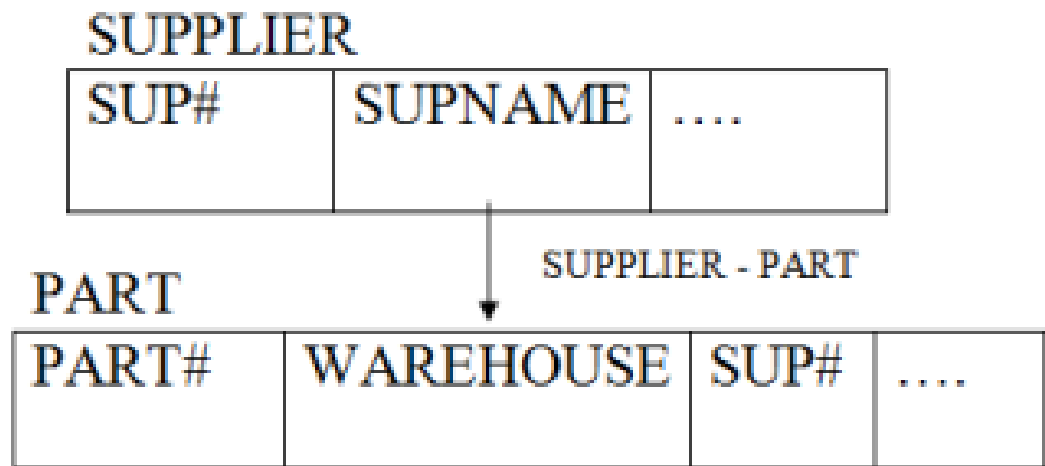 SUPPLIER
SUP# SUPNAME ....
SUPPLIER - PART
PART
PART# WAREHOUSE SUP# ....